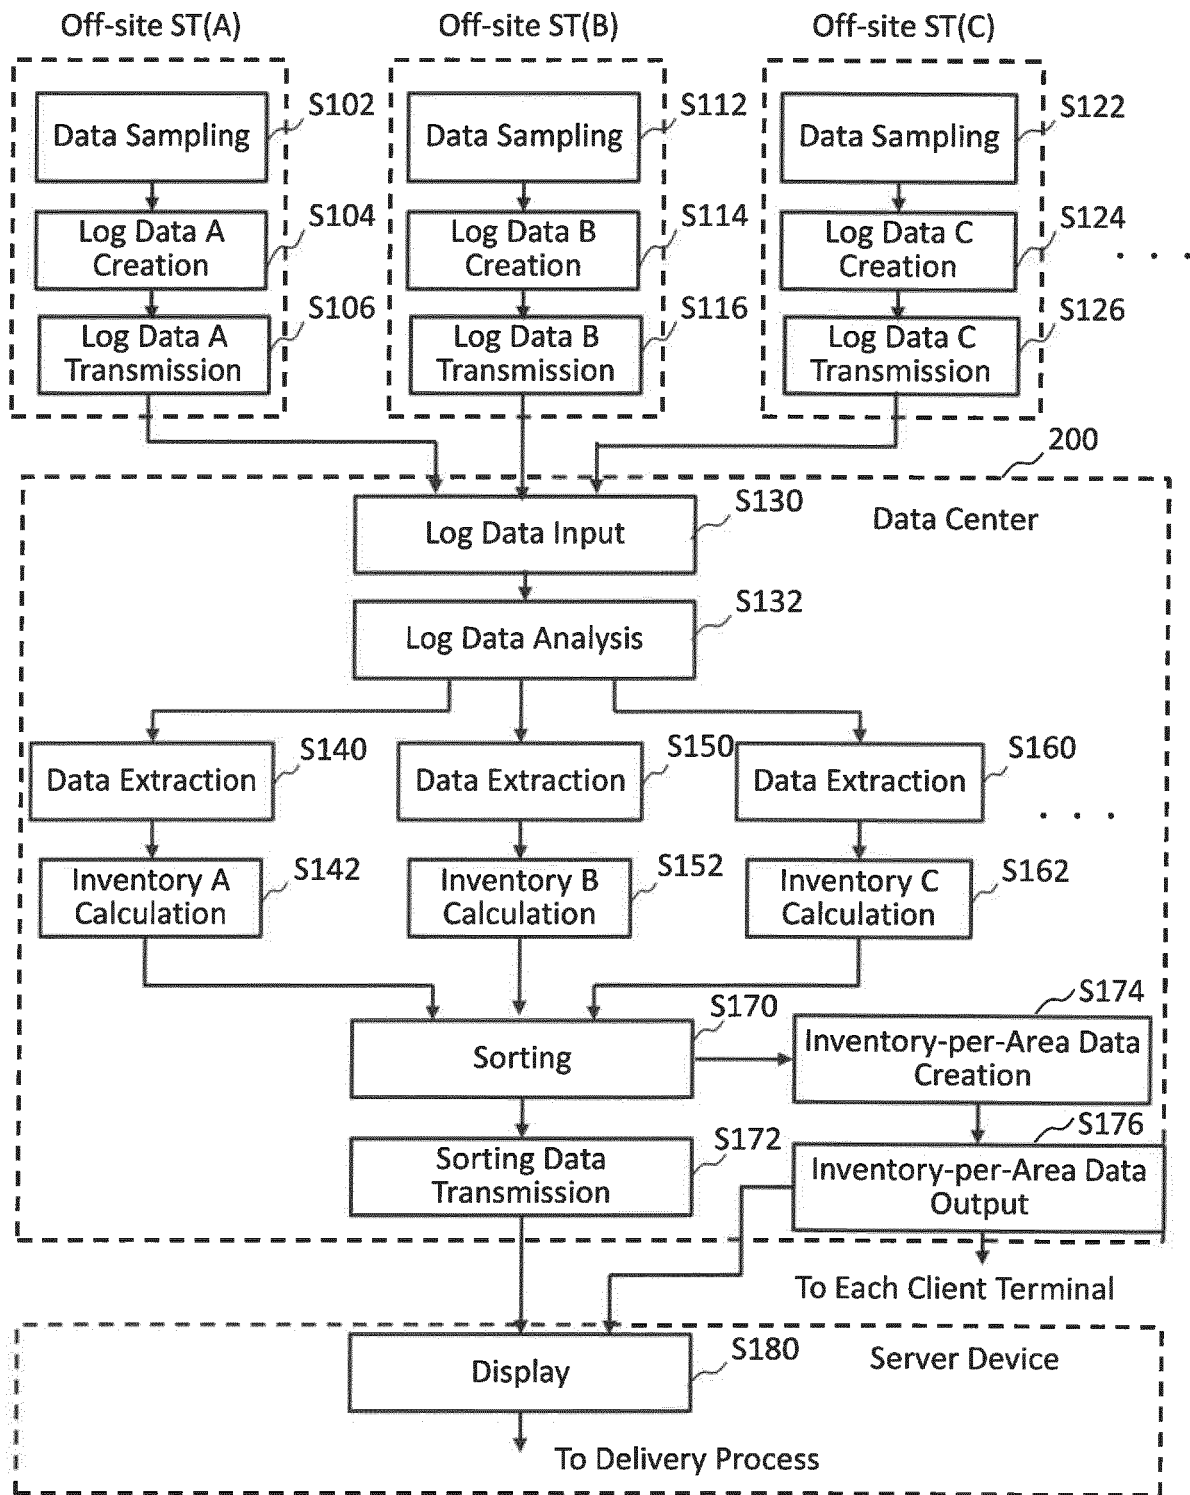 Off-site ST(A)
Off-site ST(B)
Off-site ST(C)
Data Sampling
S102
Data Sampling
S112
Data Sampling
S122
Log Data A
Creation
S104
Log Data B
Creation
S114
Log Data C
Creation
S124
. . .
Log Data A
Transmission
S106
Log Data B
Transmission
S116
Log Data C
Transmission
S126
200
Data Center
Log Data Input
S130
Log Data Analysis
S132
Data Extraction
S140
Data Extraction
S150
Data Extraction
S160
. . .
Inventory A
Calculation
S142
Inventory B
Calculation
S152
Inventory C
Calculation
S162
Sorting
S170
Inventory-per-Area Data
Creation
S174
Sorting Data
Transmission
S172
Inventory-per-Area Data
Output
S176
To Each Client Terminal
Display
S180
Server Device
To Delivery Process